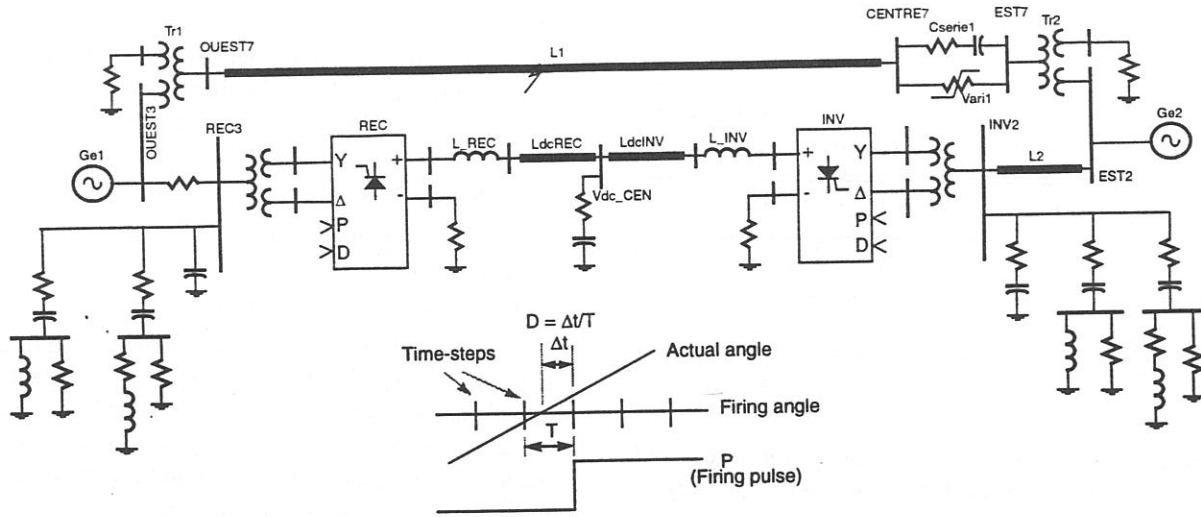 Tr1
OUEST7
L1
CENTRE7
Cserie1
EST7
Tr2
Vari1
OUEST3
REC3
Ge1
REC
Y
Δ
P
D
+
-
L_REC
LdcREC
LdcINV
L_INV
Vdc_CEN
INV
+
-
Y
Δ
P
D
INV2
L2
EST2
Ge2
D = Δt/T
Δt
Time-steps
Actual angle
Firing angle
T
P
(Firing pulse)